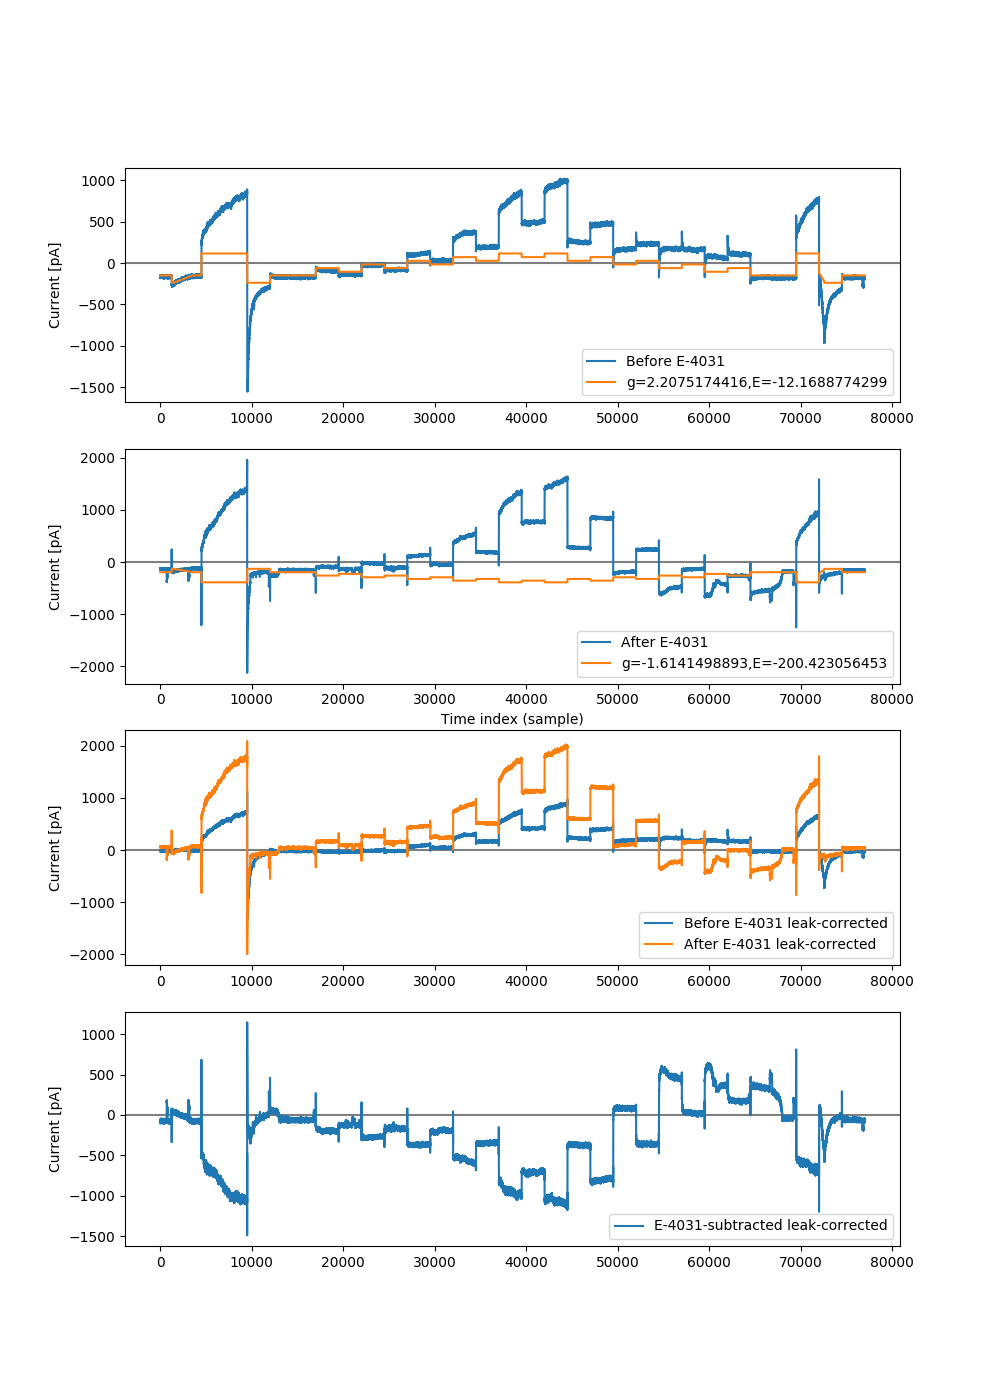 1000
500
0
−500
−1000
−1500
Current [pA]
Before E-4031
g=2.2075174416,E=-12.1688774299
0 10000 20000 30000 40000 50000 60000 70000 80000
2000
1000
0
−1000
−2000
Current [pA]
After E-4031
g=-1.6141498893,E=-200.423056453
0 10000 20000 30000 40000 50000 60000 70000 80000
Time index (sample)
2000
1000
0
−1000
−2000
Current [pA]
Before E-4031 leak-corrected
After E-4031 leak-corrected
0 10000 20000 30000 40000 50000 60000 70000 80000
1000
500
0
−500
−1000
−1500
Current [pA]
E-4031-subtracted leak-corrected
0 10000 20000 30000 40000 50000 60000 70000 80000